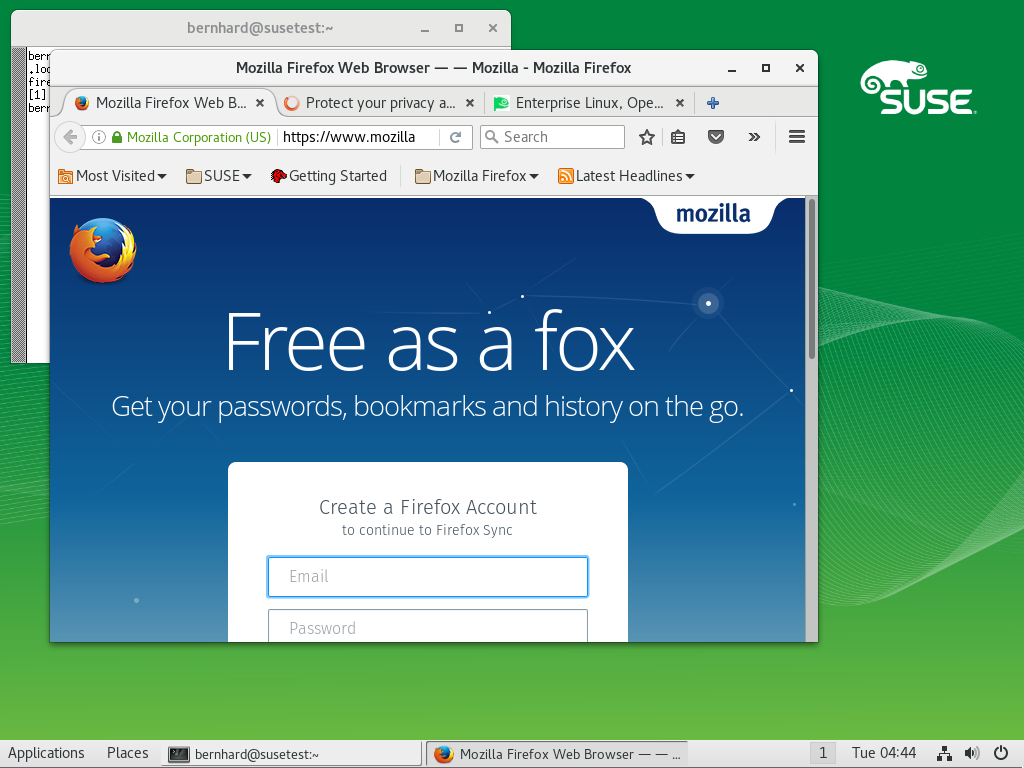 bernhard@susetest:~
bern
.loc
fire
[1]
bern
Mozilla Firefox Web Browser — — Mozilla - Mozilla Firefox
Mozilla Firefox Web B...
Protect your privacy a...
Enterprise Linux, Ope...
Mozilla Corporation (US)
https://www.mozilla
Search
Most Visited
SUSE
Getting Started
Mozilla Firefox
Latest Headlines
mozilla
Free as a fox
Get your passwords, bookmarks and history on the go.
Create a Firefox Account
to continue to Firefox Sync
Email
Password
SUSE
Applications
Places
bernhard@susetest:~
Mozilla Firefox Web Browser — — ...
1
Tue 04:44